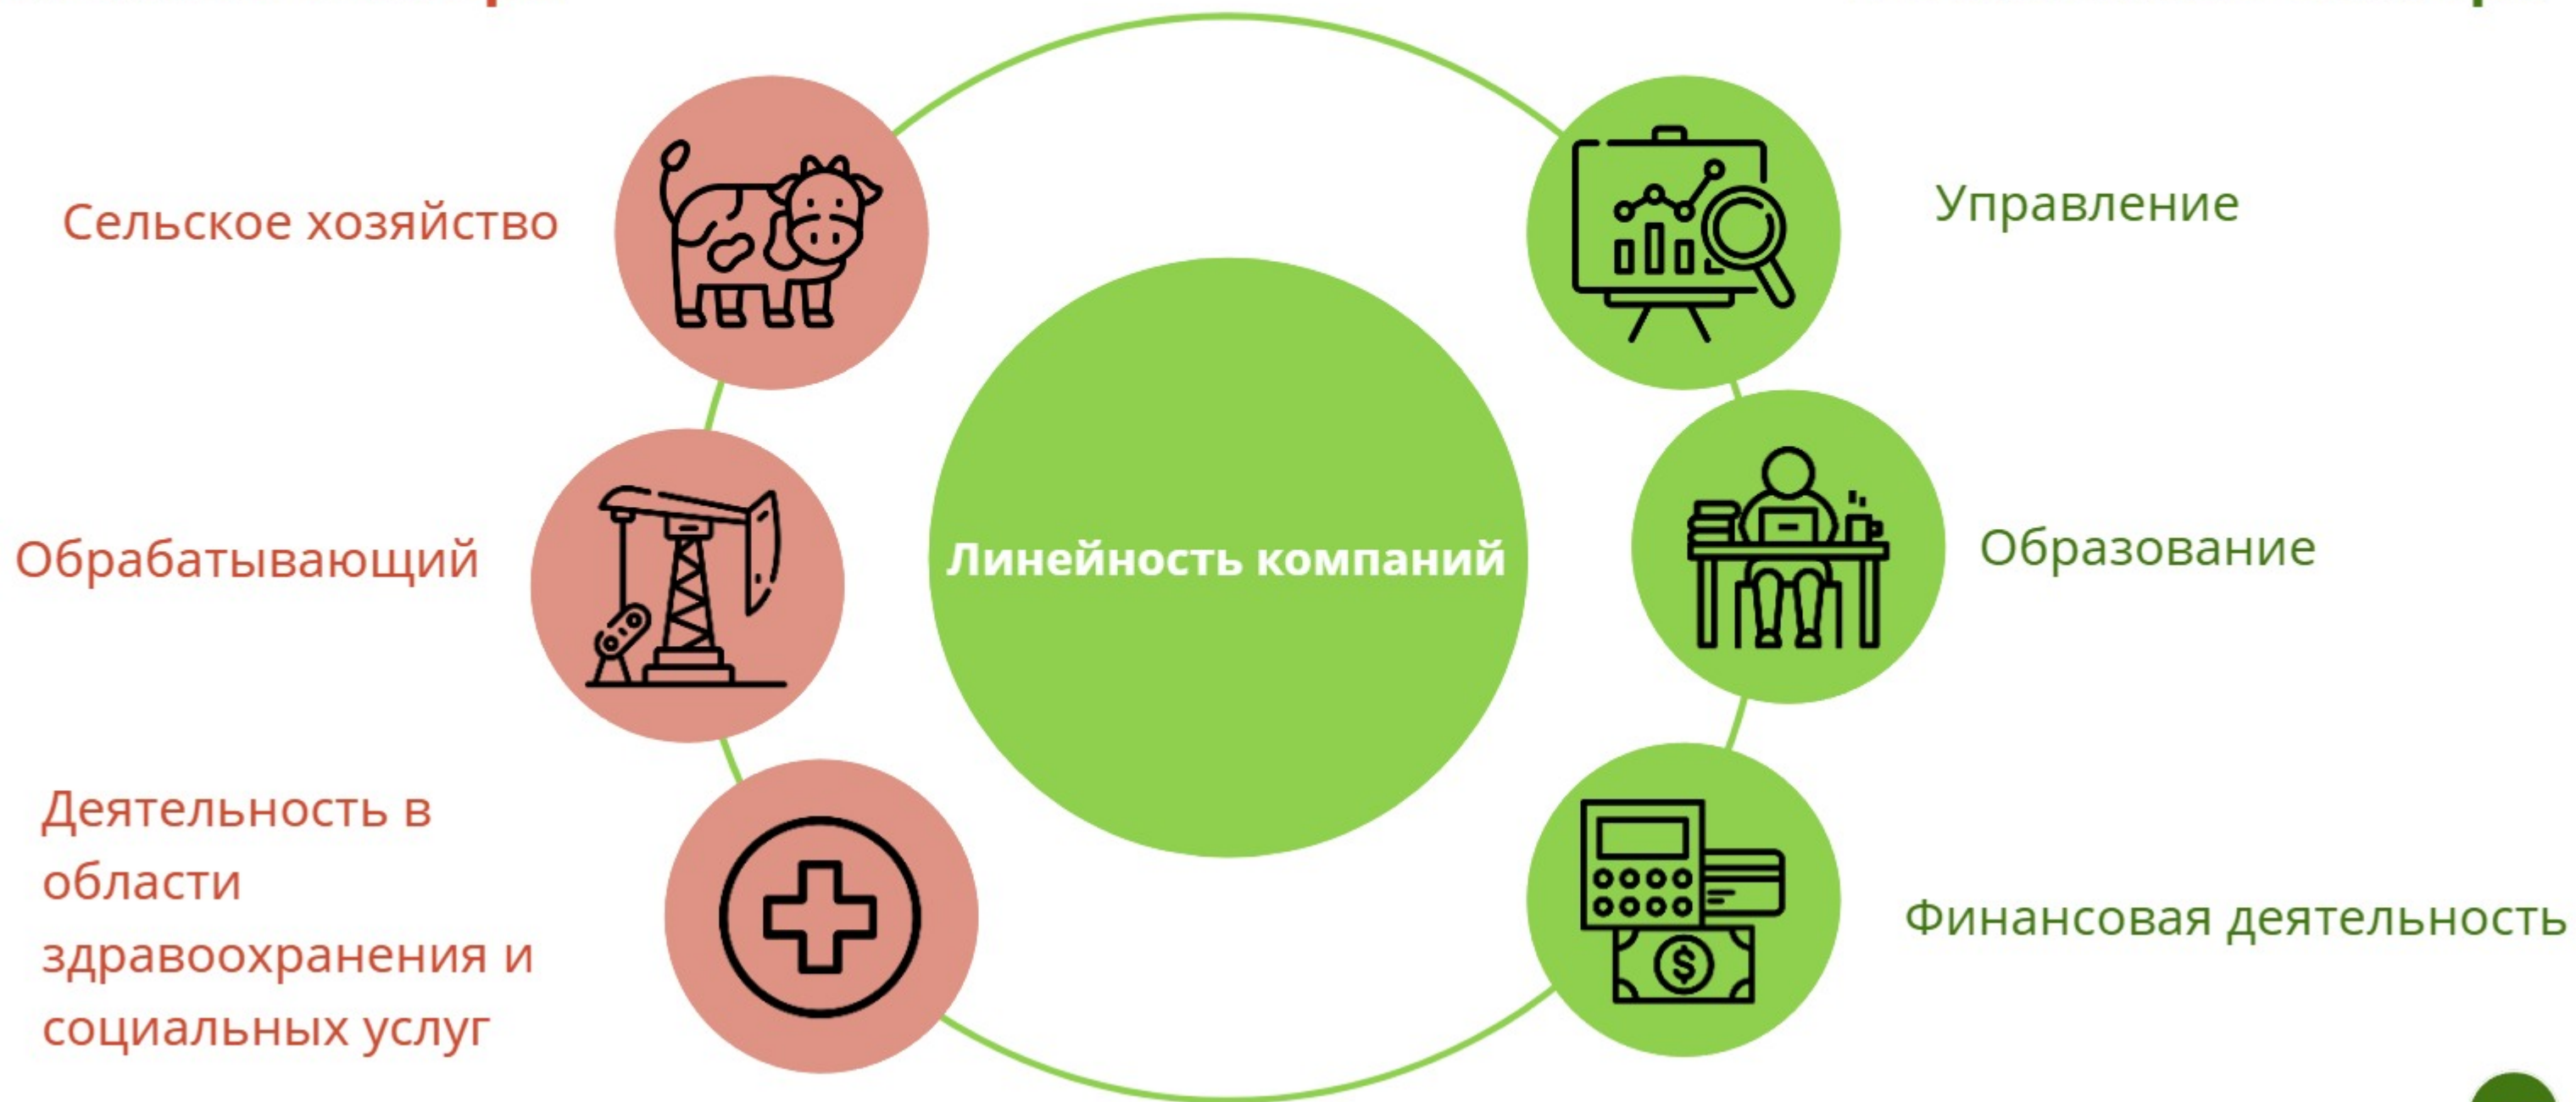 Сельское хозяйство
Обрабатывающий
Деятельность в
области
здравоохранения и
социальных услуг
Линейность компаний
Управление
Образование
Финансовая деятельность